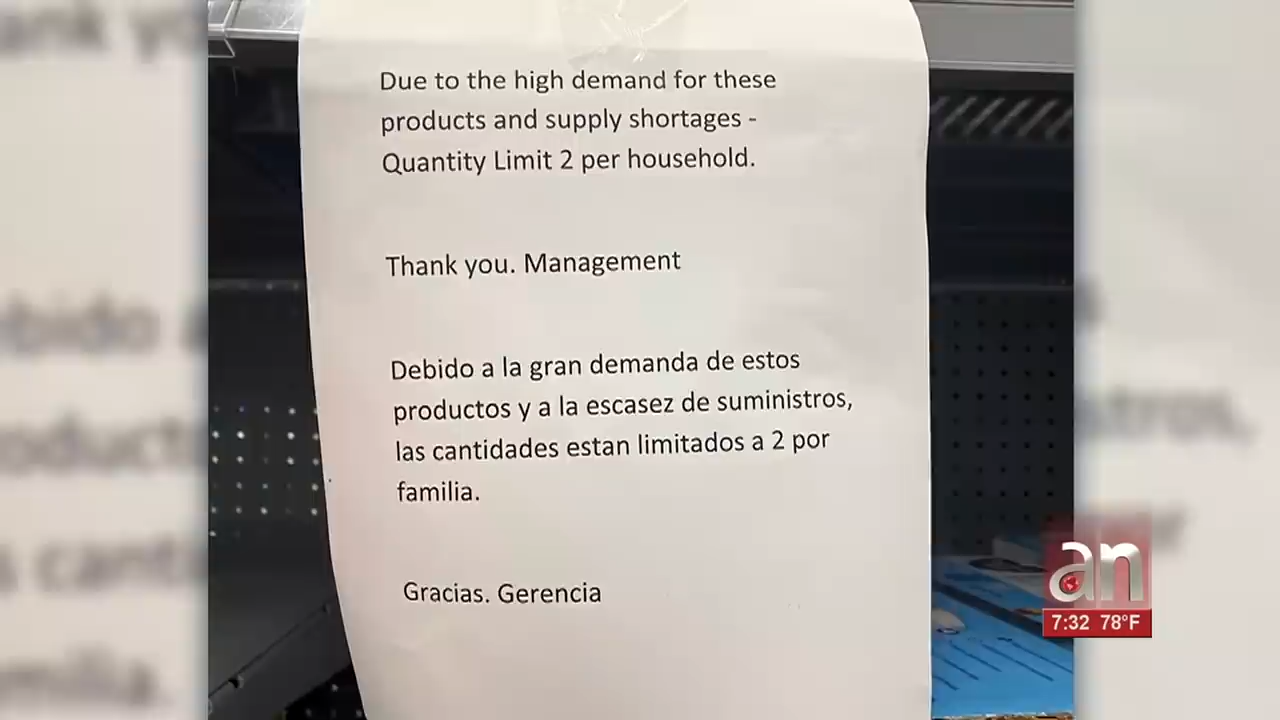 Due to the high demand for these
products and supply shortages -
Quantity Limit 2 per household.
Thank you. Management
Debido a la gran demanda de estos
productos y a la escasez de suministros,
las cantidades estan limitados a 2 por
familia.
Gracias. Gerencia
an
7:32 78°F